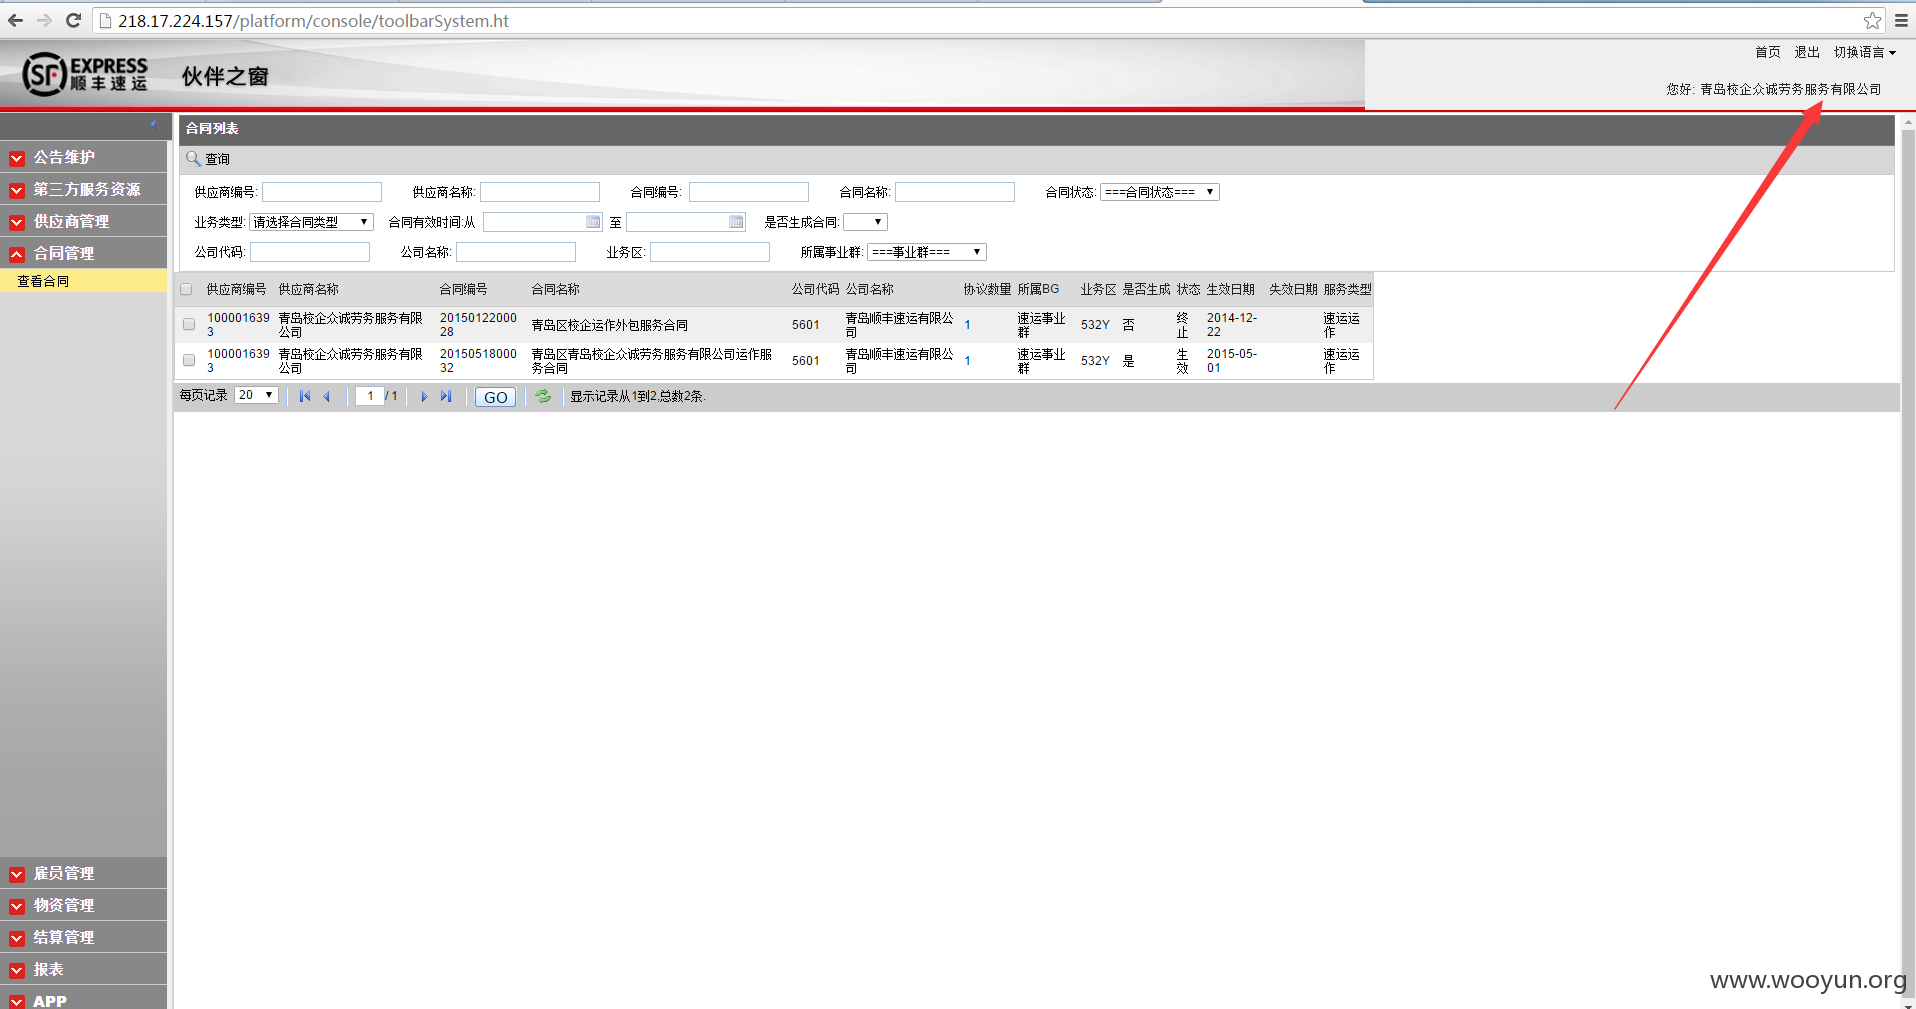 218.17.224.157/platform/console/toolbarSystem.ht
SF EXPRESS
顺丰速运
伙伴之窗
首页 退出 切换语言
您好: 青岛校企众诚劳务服务有限公司
公告维护
第三方服务资源
供应商管理
合同管理
查看合同
雇员管理
物资管理
结算管理
报表
APP
合同列表
查询
供应商编号: 供应商名称: 合同编号: 合同名称: 合同状态: ===合同状态===
业务类型: 请选择合同类型 合同有效时间:从 至 是否生成合同:
公司代码: 公司名称: 业务区: 所属事业群: ===事业群===
供应商编号 供应商名称 合同编号 合同名称 公司代码 公司名称 协议数量 所属BG 业务区 是否生成 状态 生效日期 失效日期 服务类型
100001639 青岛校企众诚劳务服务有限 20150122000 青岛区校企运作外包服务合同 5601 青岛顺丰速运有限公 1 速运事业 532Y 否 终 2014-12- 速运运
3 公司 28 司 群 止 22 作
100001639 青岛校企众诚劳务服务有限 20150518000 青岛区青岛校企众诚劳务服务有限公司运作服 5601 青岛顺丰速运有限公 1 速运事业 532Y 是 生 2015-05- 速运运
3 公司 32 务合同 司 群 效 01 作
每页记录 20 1 / 1 GO 显示记录从1到2,总数2条.
www.wooyun.org